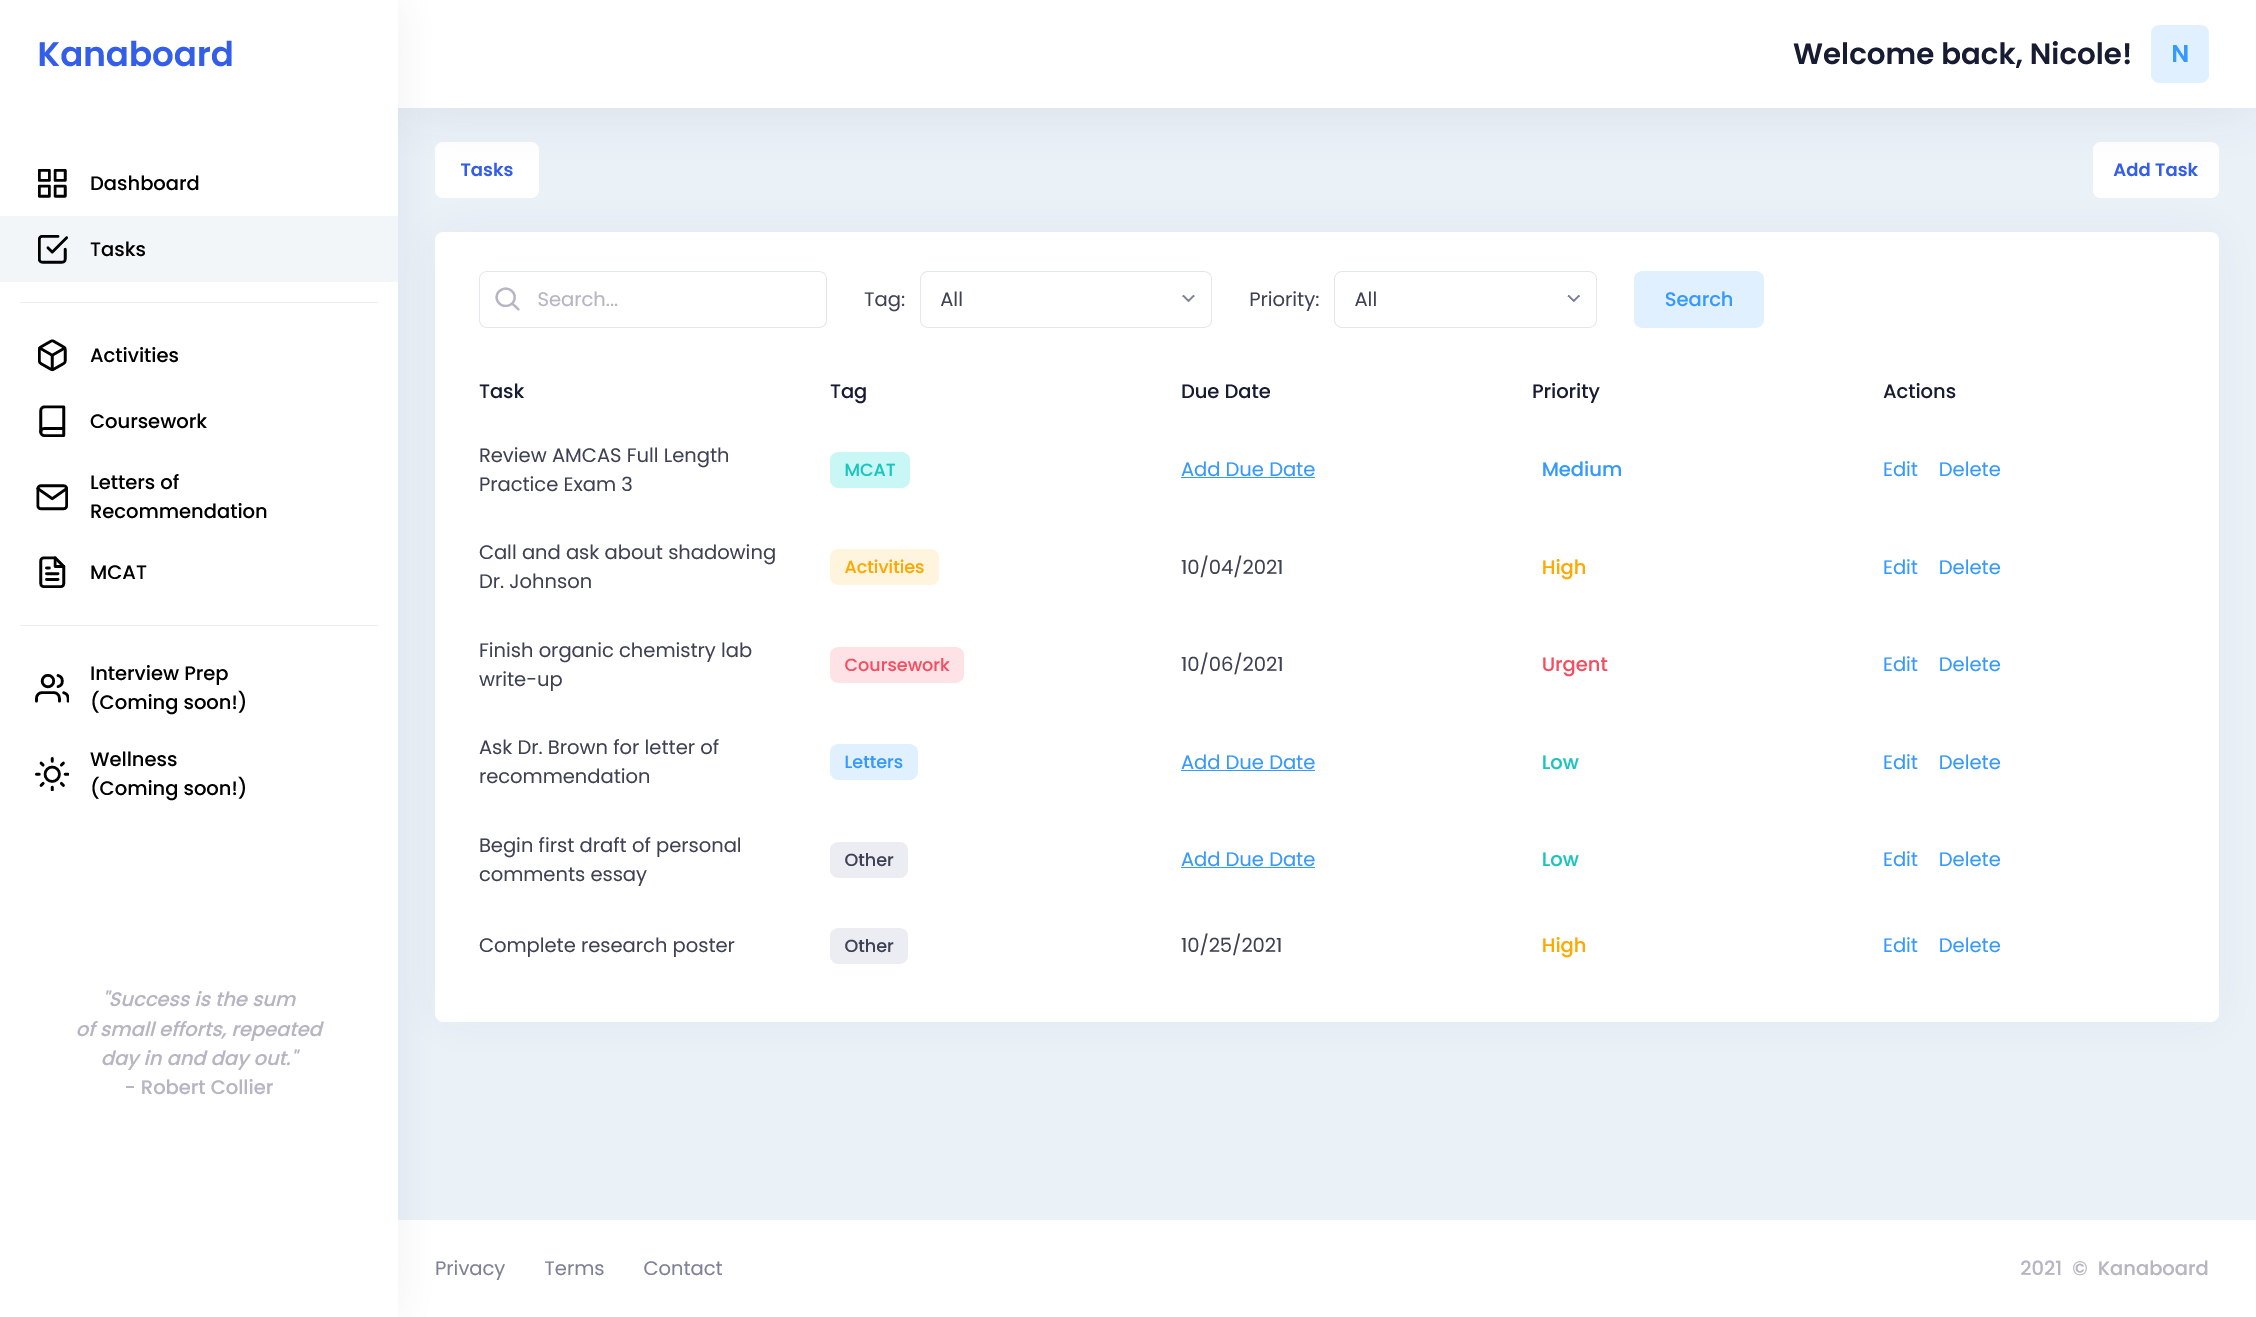 Kanaboard
Welcome back, Nicole!
N
Dashboard
Tasks
Activities
Coursework
Letters of
Recommendation
MCAT
Interview Prep
(Coming soon!)
Wellness
(Coming soon!)
"Success is the sum
of small efforts, repeated
day in and day out."
- Robert Collier
Tasks
Add Task
Search...
Tag:
All
Priority:
All
Search
Task
Tag
Due Date
Priority
Actions
Review AMCAS Full Length
Practice Exam 3
MCAT
Add Due Date
Medium
Edit
Delete
Call and ask about shadowing
Dr. Johnson
Activities
10/04/2021
High
Edit
Delete
Finish organic chemistry lab
write-up
Coursework
10/06/2021
Urgent
Edit
Delete
Ask Dr. Brown for letter of
recommendation
Letters
Add Due Date
Low
Edit
Delete
Begin first draft of personal
comments essay
Other
Add Due Date
Low
Edit
Delete
Complete research poster
Other
10/25/2021
High
Edit
Delete
Privacy
Terms
Contact
2021 © Kanaboard